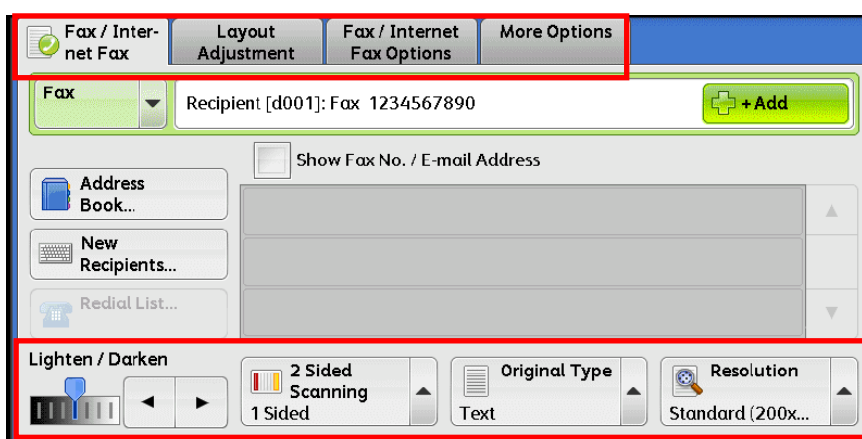 Fax / Inter-
net Fax
Layout
Adjustment
Fax / Internet
Fax Options
More Options
Fax
Recipient [d001]: Fax 1234567890
+ Add
Show Fax No. / E-mail Address
Address
Book...
New
Recipients...
Redial List...
Lighten / Darken
2 Sided
Scanning
1 Sided
Original Type
Text
Resolution
Standard (200x...